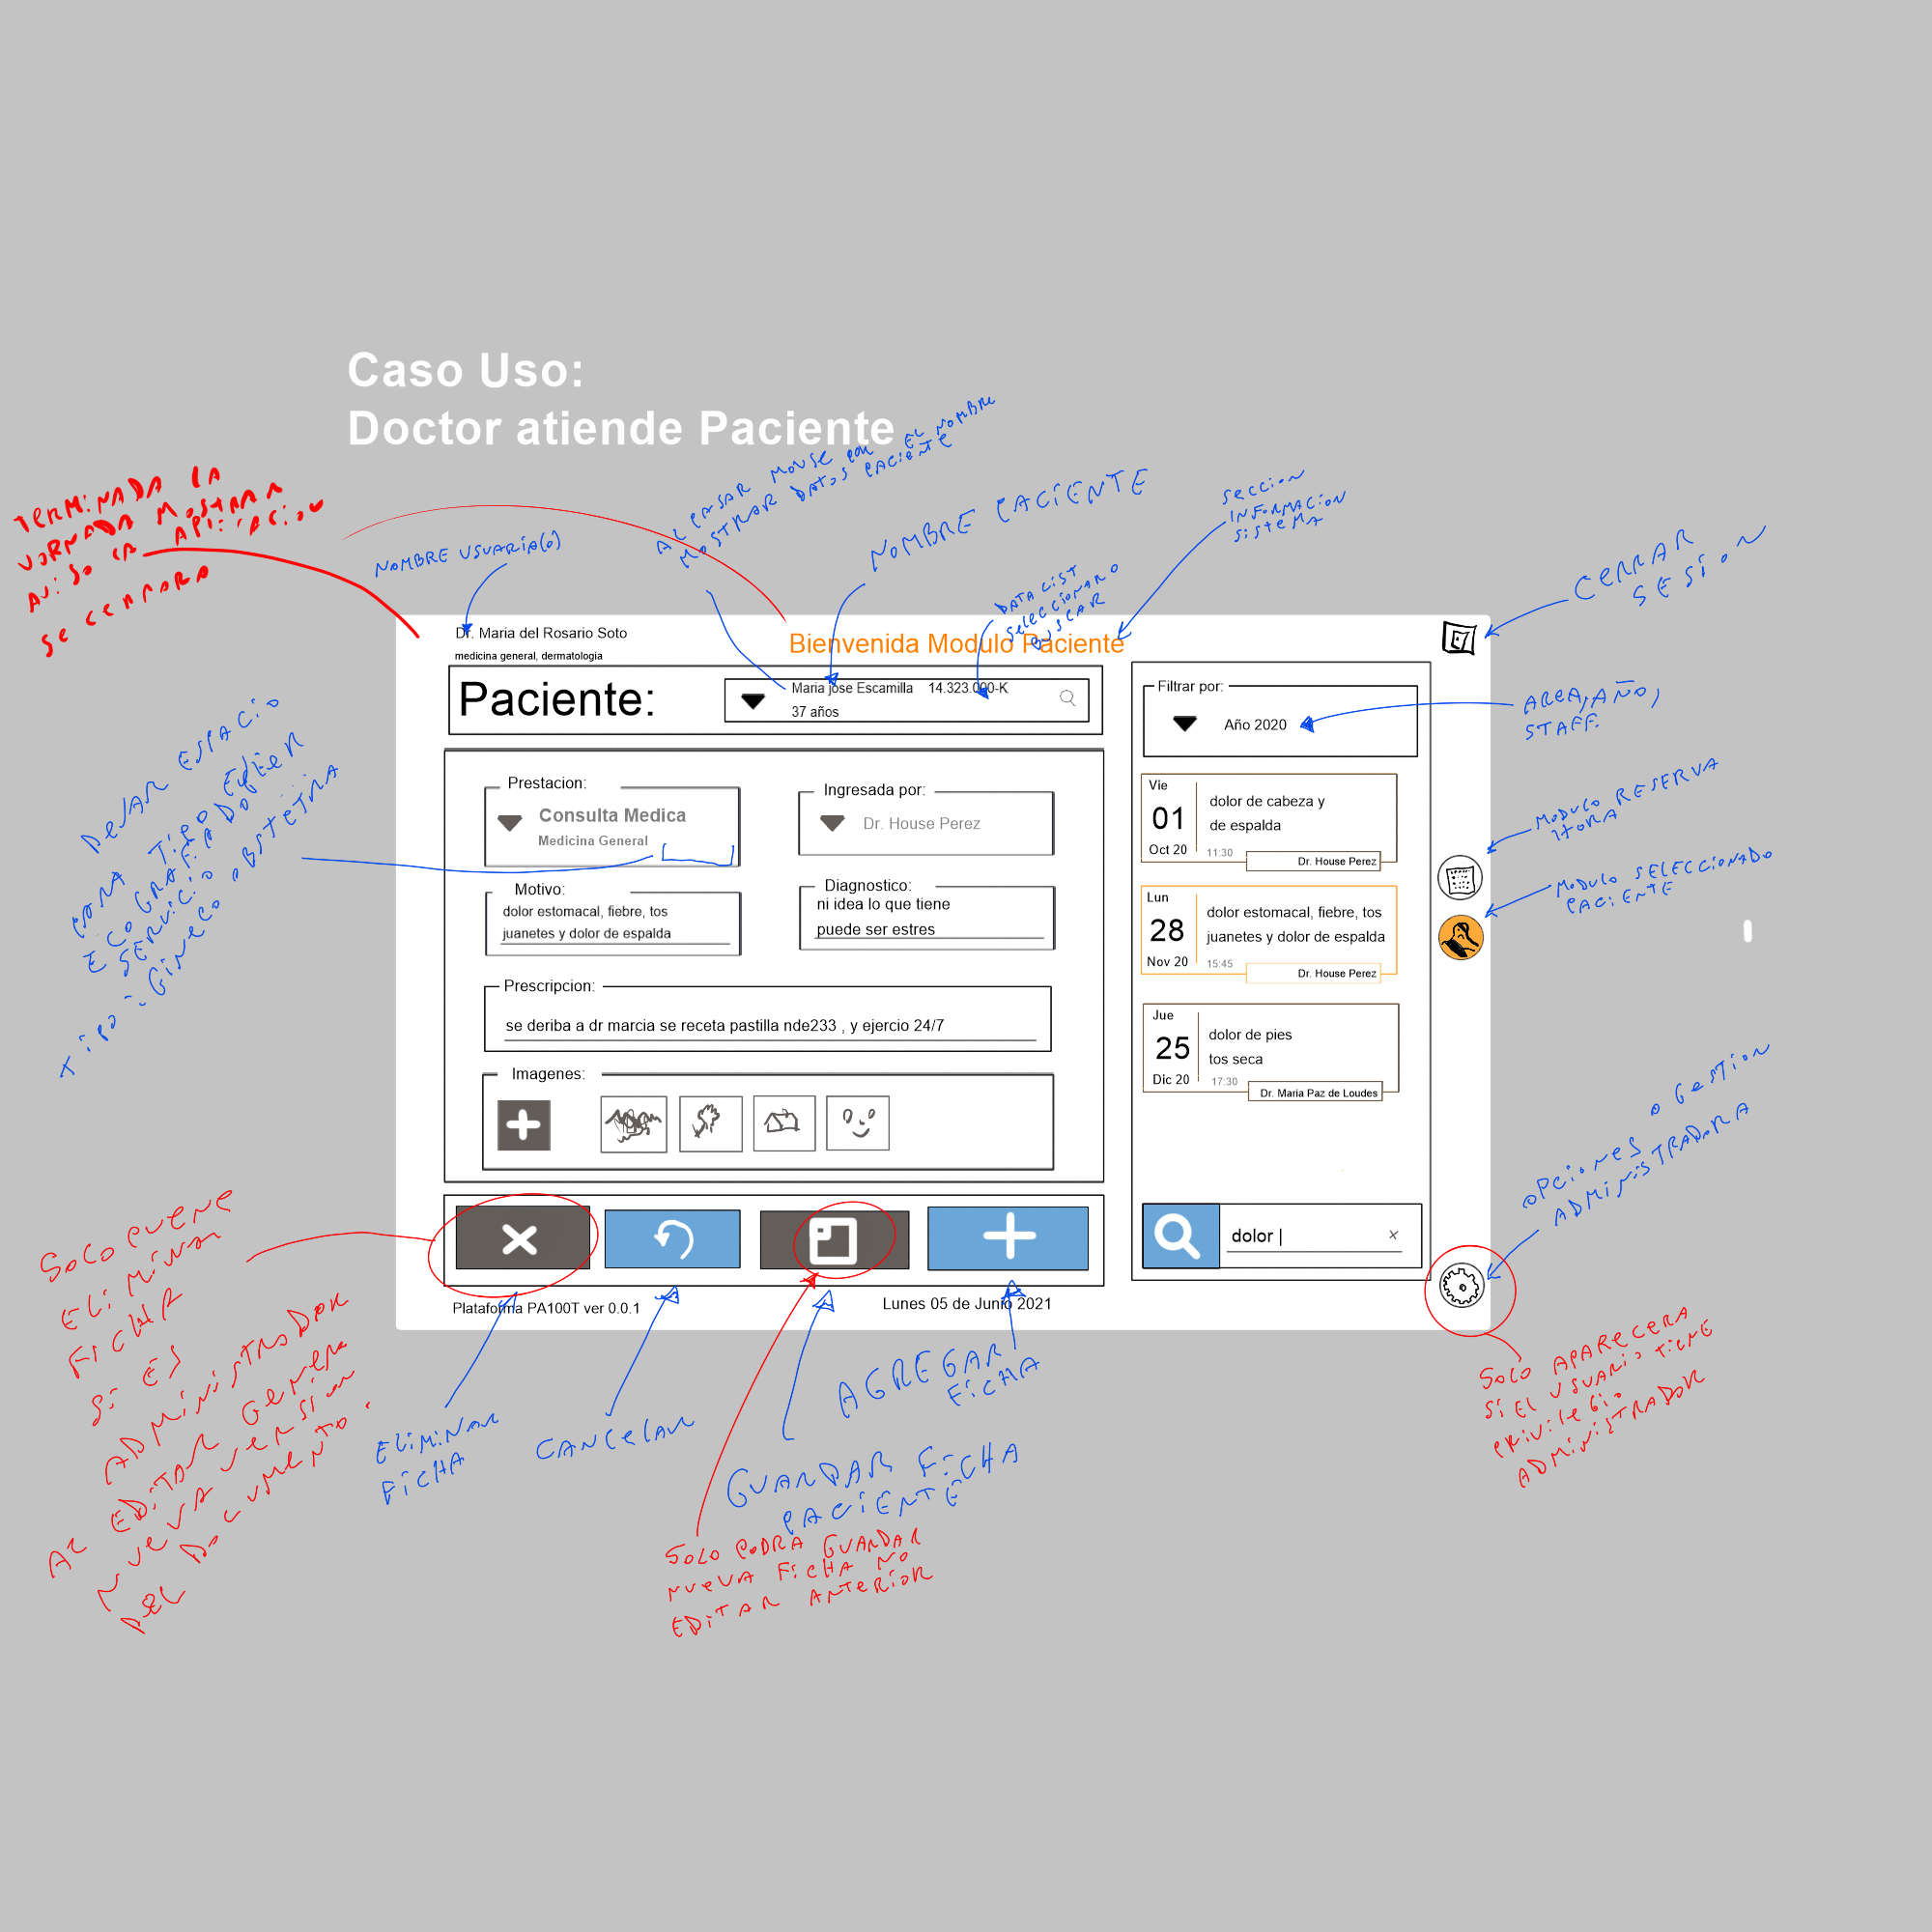 Caso Uso:
Doctor atiende Paciente
TERMINADA LA
JORNADA MOSTRAR
AVISO LA APLICACION
SE CERRARA
NOMBRE USUARIA(O)
AL PASAR MOUSE POR EL NOMBRE
MOSTRAR DATOS PACIENTE
NOMBRE PACIENTE
SECCION
INFORMACION
SISTEMA
DATA LIST
SELECCIONAR O
BUSCAR
CERRAR
SESION
Dr. Maria del Rosario Soto
medicina general, dermatologia
Bienvenida Modulo Paciente
Paciente:
Maria jose Escamilla 14.323.000-K
37 años
Filtrar por:
Año 2020
AREA, AÑO,
STAFF.
DEJAR ESPACIO
PARA TIPO
ECOGRAFIA
SERVICIO
TIPO: GINECO OBSTETRA
Prestacion:
Consulta Medica
Medicina General
Ingresada por:
Dr. House Perez
Motivo:
dolor estomacal, fiebre, tos
juanetes y dolor de espalda
Diagnostico:
ni idea lo que tiene
puede ser estres
Prescripcion:
se deriba a dr marcia se receta pastilla nde233 , y ejercio 24/7
Imagenes:
Vie
01
Oct 20
dolor de cabeza y
de espalda
11:30
Dr. House Perez
Lun
28
Nov 20
dolor estomacal, fiebre, tos
juanetes y dolor de espalda
15:45
Dr. House Perez
Jue
25
Dic 20
dolor de pies
tos seca
17:30
Dr. Maria Paz de Loudes
MODULO RESERVA
HORA
MODULO SELECCIONADO
PACIENTE
OPCIONES O GESTION
ADMINISTRADORA
dolor |
x
Plataforma PA100T ver 0.0.1
Lunes 05 de Junio 2021
SOLO PUEDE
ELIMINAR
FICHA
SI ES
ADMINISTRADOR
AL EDITAR GENERA
NUEVA VERSION
DEL DOCUMENTO.
ELIMINAR
FICHA
CANCELAR
AGREGAR
FICHA
GUARDAR FICHA
PACIENTE
SOLO PODRA GUARDAR
NUEVA FICHA NO
EDITAR ANTERIOR
SOLO APARECERA
SI EL USUARIO TIENE
PRIVILEGIO
ADMINISTRADOR